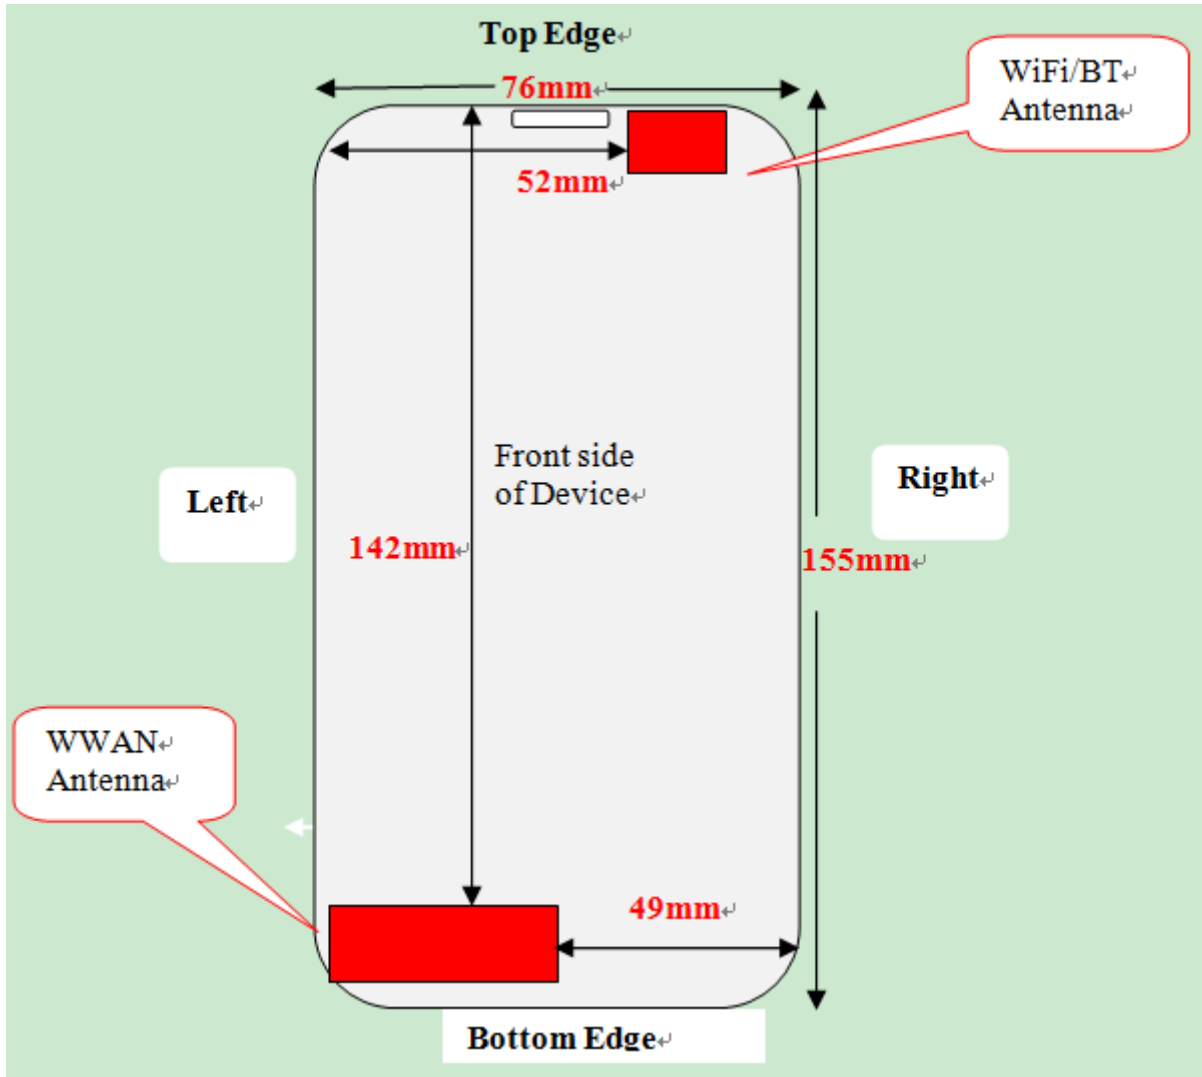 Top Edge
76mm
WiFi/BT
Antenna
52mm
Front side
of Device
Left
Right
142mm
155mm
WWAN
Antenna
49mm
Bottom Edge